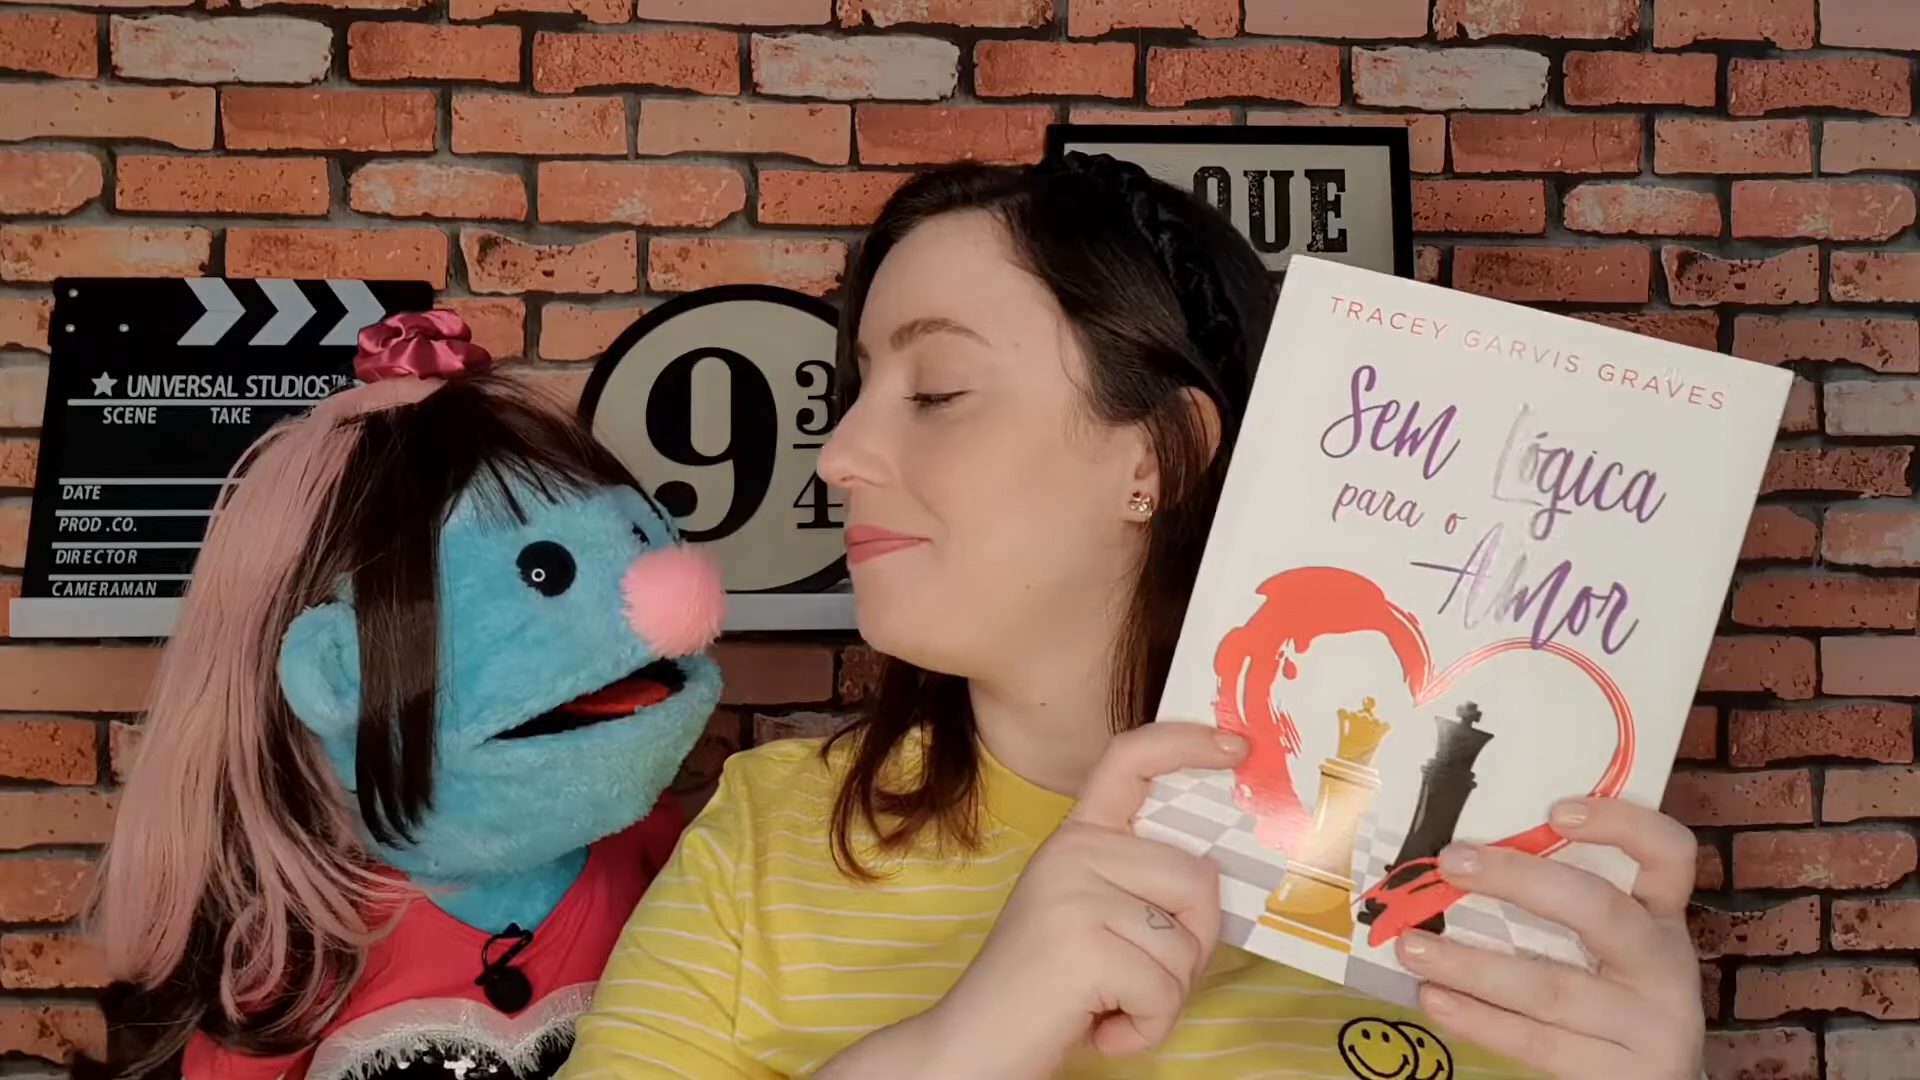 QUE
UNIVERSAL STUDIOS™
SCENE TAKE
DATE
PROD.CO.
DIRECTOR
CAMERAMAN
9 3/4
TRACEY GARVIS GRAVES
Sem Lógica
para o
Amor